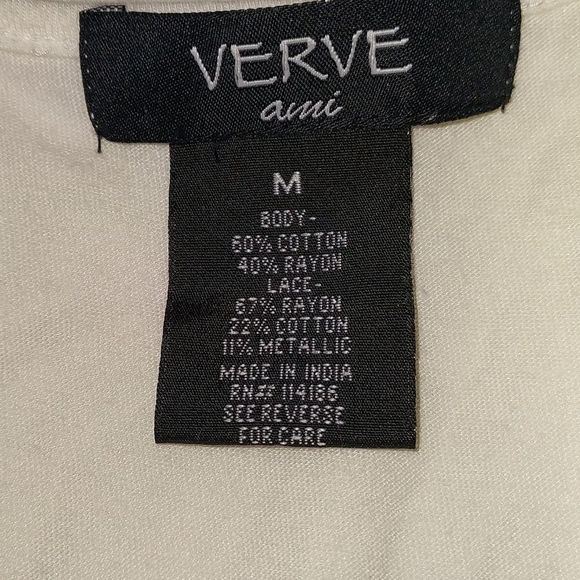 VERVE
ami
M
BODY-
60% COTTON
40% RAYON
LACE-
67% RAYON
22% COTTON
11% METALLIC
MADE IN INDIA
RN# 114186
SEE REVERSE
FOR CARE